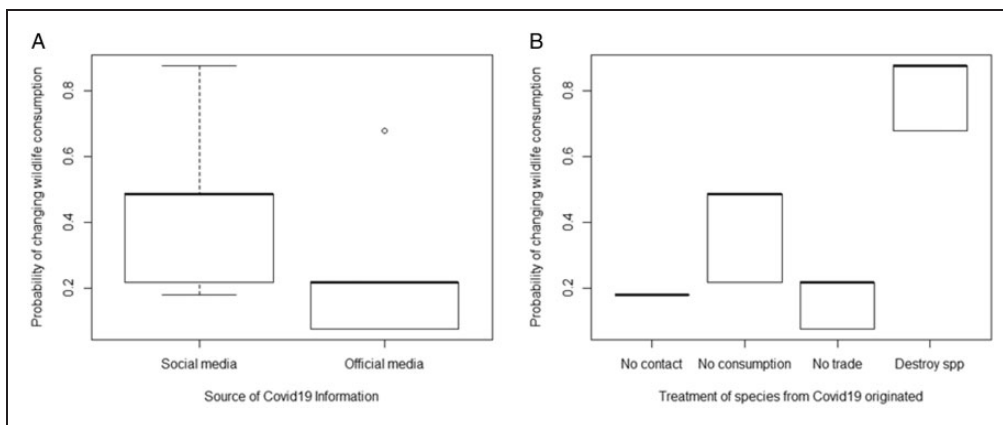 A
Probability of changing wildlife consumption
0.8
0.6
0.4
0.2
Social media Official media
Source of Covid19 Information
B
Probability of changing wildlife consumption
0.8
0.6
0.4
0.2
No contact No consumption No trade Destroy spp
Treatment of species from Covid19 originated